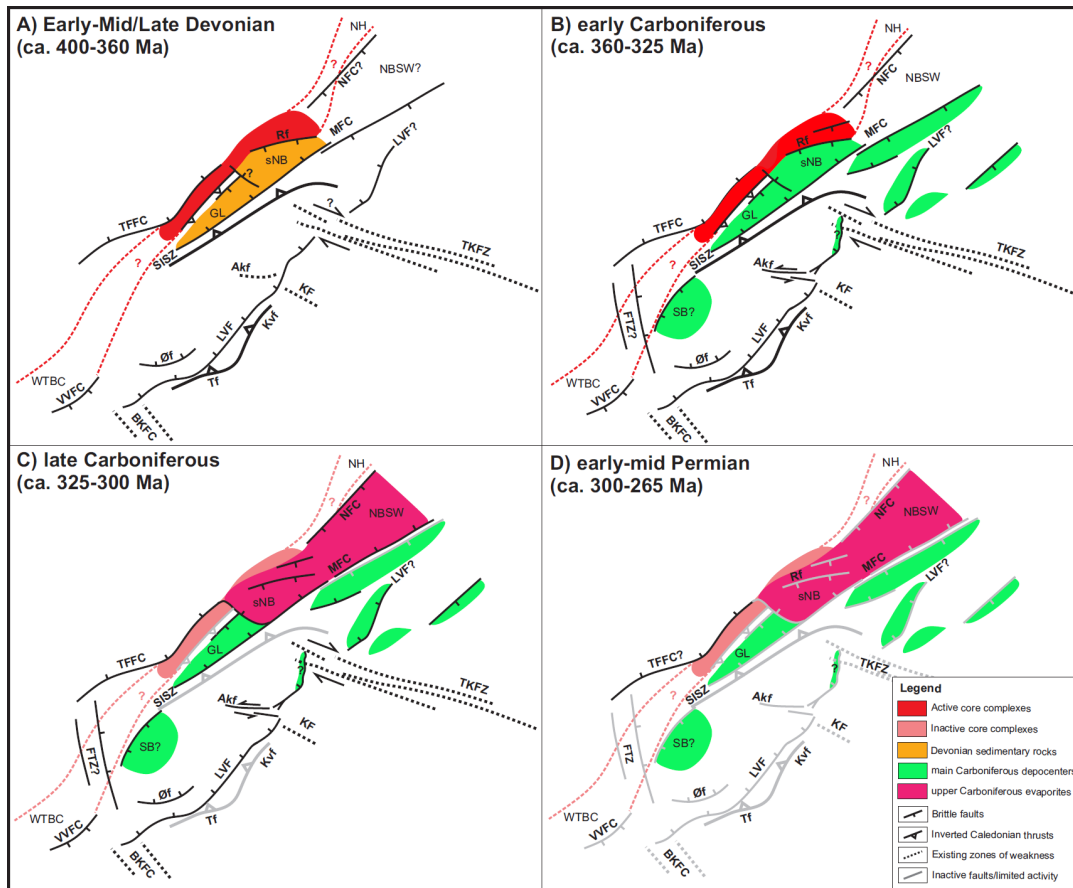 A) Early-Mid/Late Devonian
(ca. 400-360 Ma)
NH
?
NFC?
NBSW?
MFC
Rf
sNB
LVF?
?
GL
TFFC
?
SISZ
?
TKFZ
Akf
KF
LVF
Kvf
Øf
WTBC
VVFC
Tf
BKFC
B) early Carboniferous
(ca. 360-325 Ma)
NH
?
NFC
NBSW
MFC
Rf
sNB
LVF?
GL
TFFC
?
?
SISZ
TKFZ
Akf
KF
SB?
FTZ?
LVF
Kvf
Øf
WTBC
VVFC
Tf
BKFC
C) late Carboniferous
(ca. 325-300 Ma)
NH
?
NFC
NBSW
MFC
sNB
LVF?
GL
TFFC
?
?
SISZ
TKFZ
Akf
KF
SB?
FTZ?
LVF
Kvf
Øf
WTBC
VVFC
Tf
BKFC
D) early-mid Permian
(ca. 300-265 Ma)
NH
?
NFC
NBSW
MFC
Rf
sNB
LVF?
GL
TFFC?
?
?
SISZ
TKFZ
Akf
KF
SB?
FTZ
LVF
Kvf
Øf
WTBC
VVFC
Tf
BKFC
Legend
Active core complexes
Inactive core complexes
Devonian sedimentary rocks
main Carboniferous depocenters
upper Carboniferous evaporites
Brittle faults
Inverted Caledonian thrusts
Existing zones of weakness
Inactive faults/limited activity